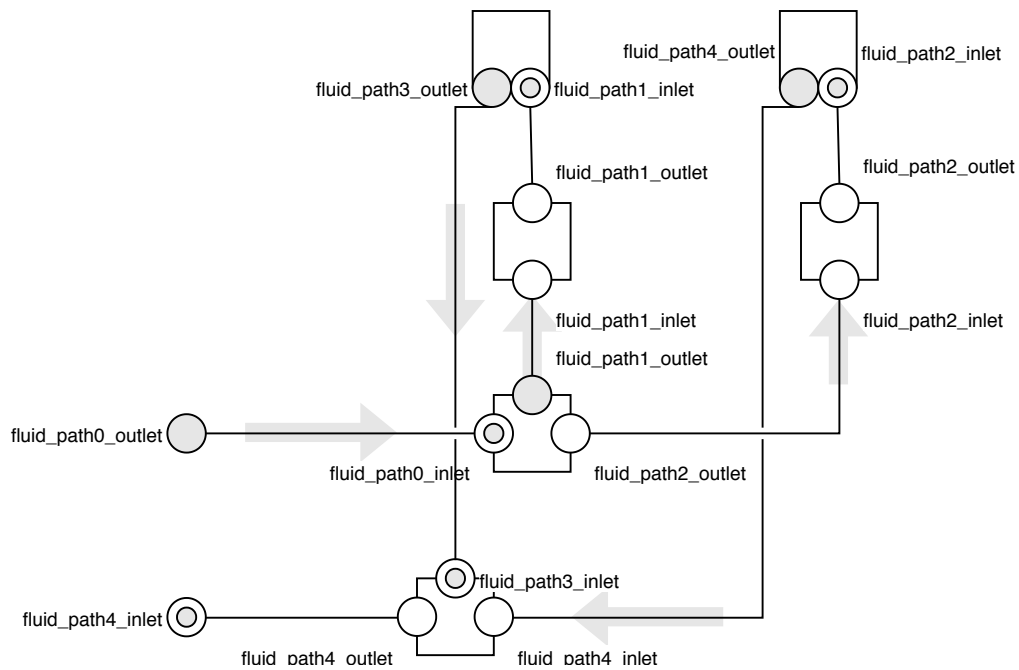 fluid_path4_outlet
fluid_path2_inlet
fluid_path3_outlet
fluid_path1_inlet
fluid_path1_outlet
fluid_path2_outlet
fluid_path1_inlet
fluid_path2_inlet
fluid_path1_outlet
fluid_path0_outlet
fluid_path0_inlet
fluid_path2_outlet
fluid_path3_inlet
fluid_path4_inlet
fluid_path4_outlet
fluid_path4_inlet